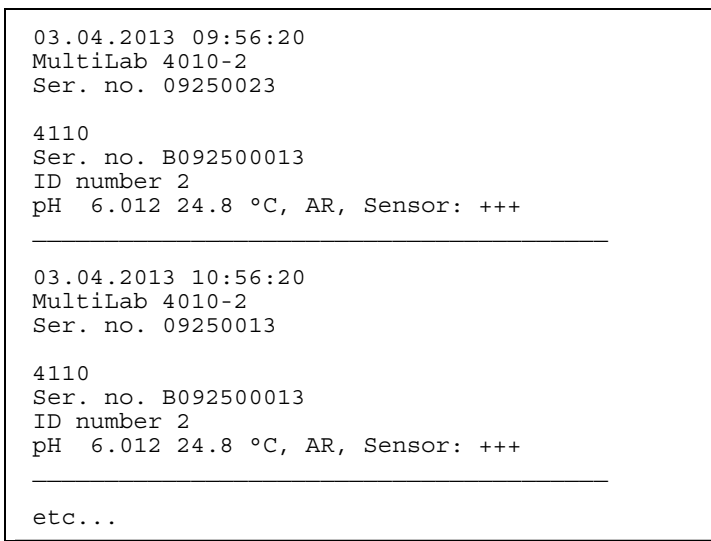 03.04.2013 09:56:20
MultiLab 4010-2
Ser. no. 09250023
4110
Ser. no. B092500013
ID number 2
pH  6.012 24.8 °C, AR, Sensor: +++
________________________________________
03.04.2013 10:56:20
MultiLab 4010-2
Ser. no. 09250013
4110
Ser. no. B092500013
ID number 2
pH  6.012 24.8 °C, AR, Sensor: +++
________________________________________
etc...